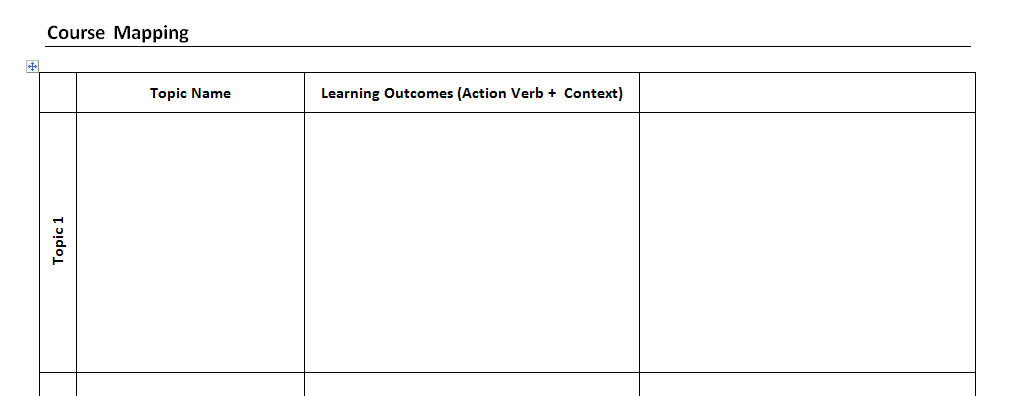 Course Mapping
Topic Name
Learning Outcomes (Action Verb + Context)
Topic 1